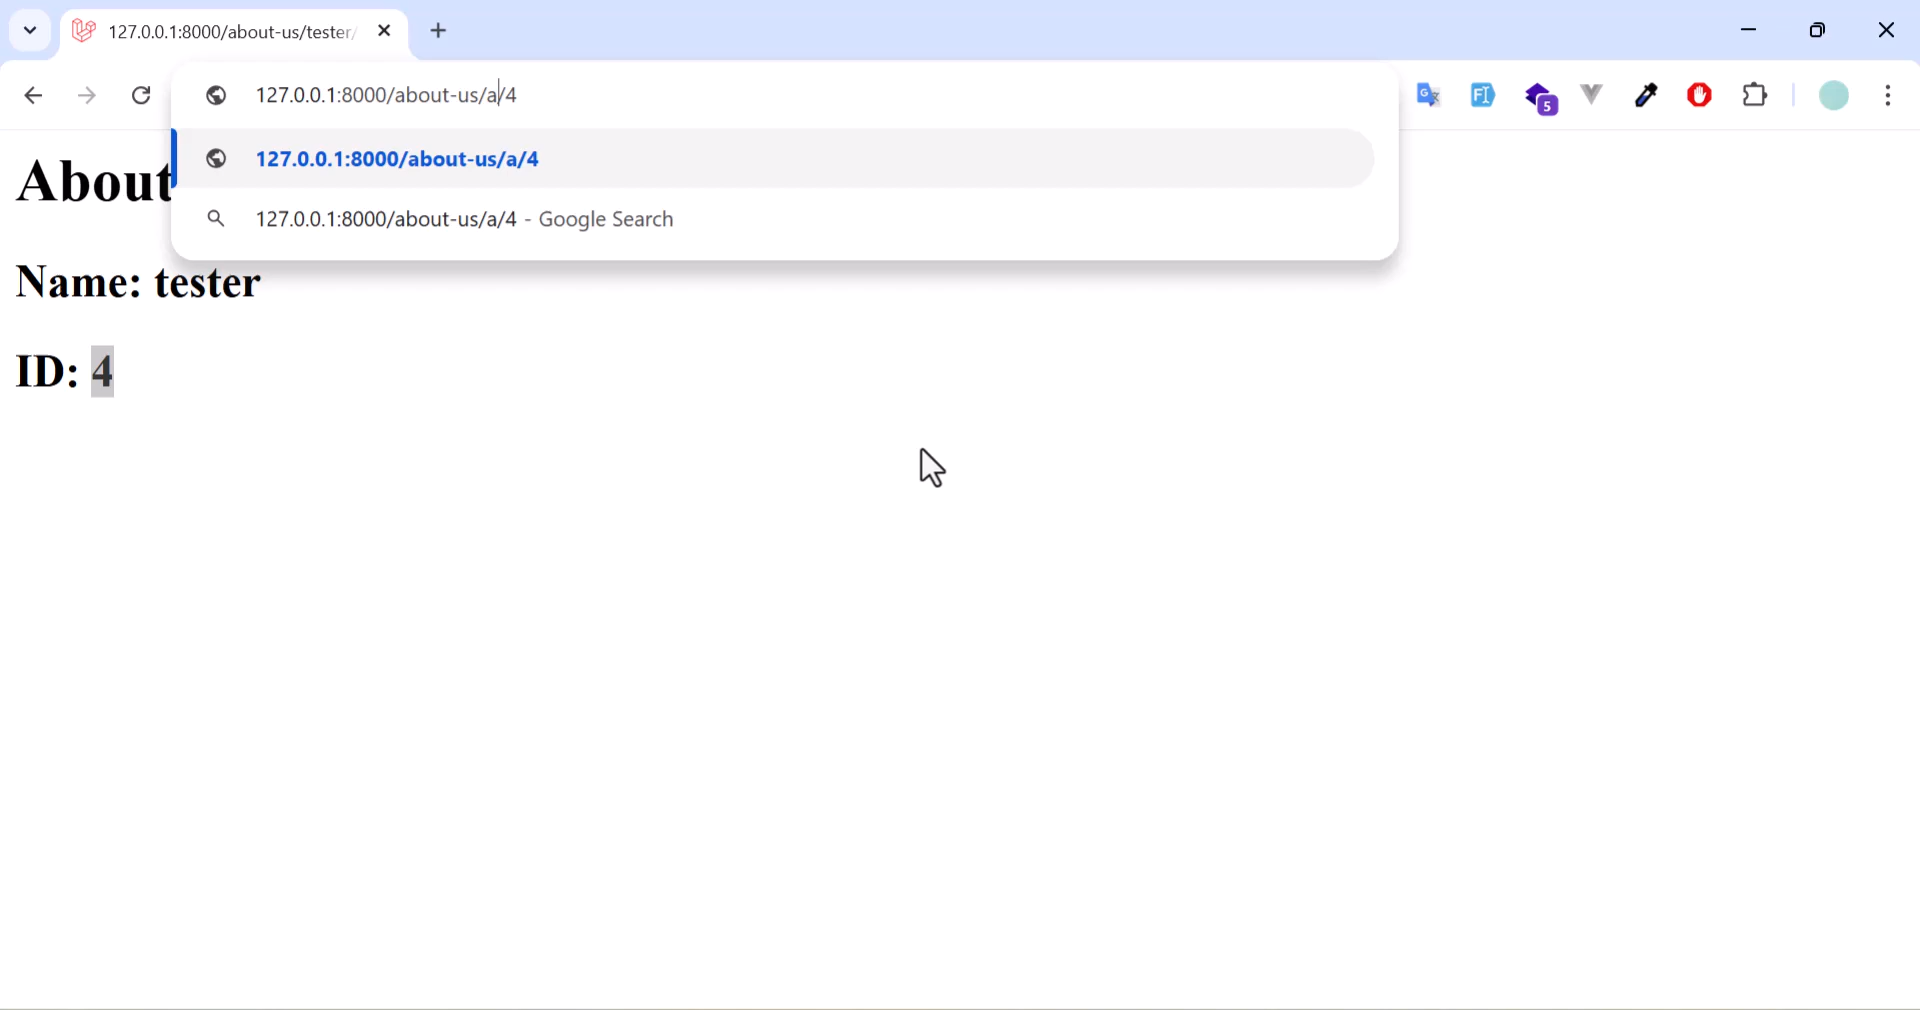 127.0.0.1:8000/about-us/tester/
127.0.0.1:8000/about-us/a/4
127.0.0.1:8000/about-us/a/4
127.0.0.1:8000/about-us/a/4 - Google Search
5
About
Name: tester
ID: 4